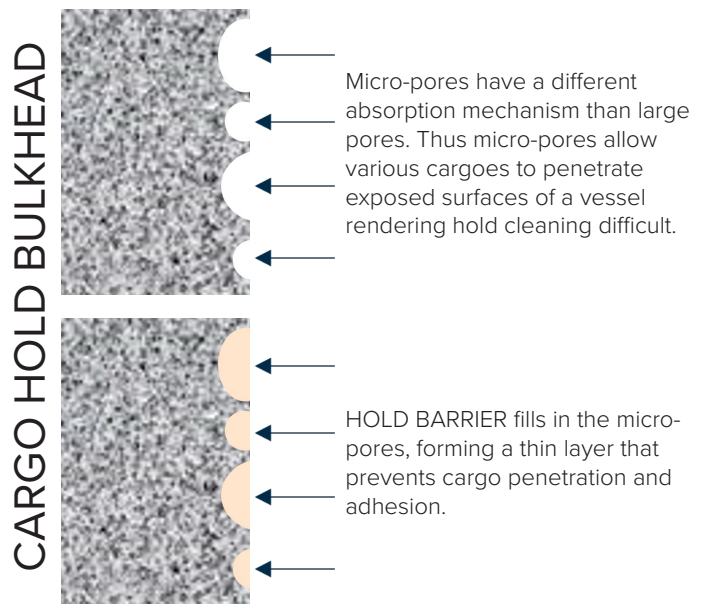 CARGO HOLD BULKHEAD
Micro-pores have a different
absorption mechanism than large
pores. Thus micro-pores allow
various cargoes to penetrate
exposed surfaces of a vessel
rendering hold cleaning difficult.
HOLD BARRIER fills in the micro-
pores, forming a thin layer that
prevents cargo penetration and
adhesion.